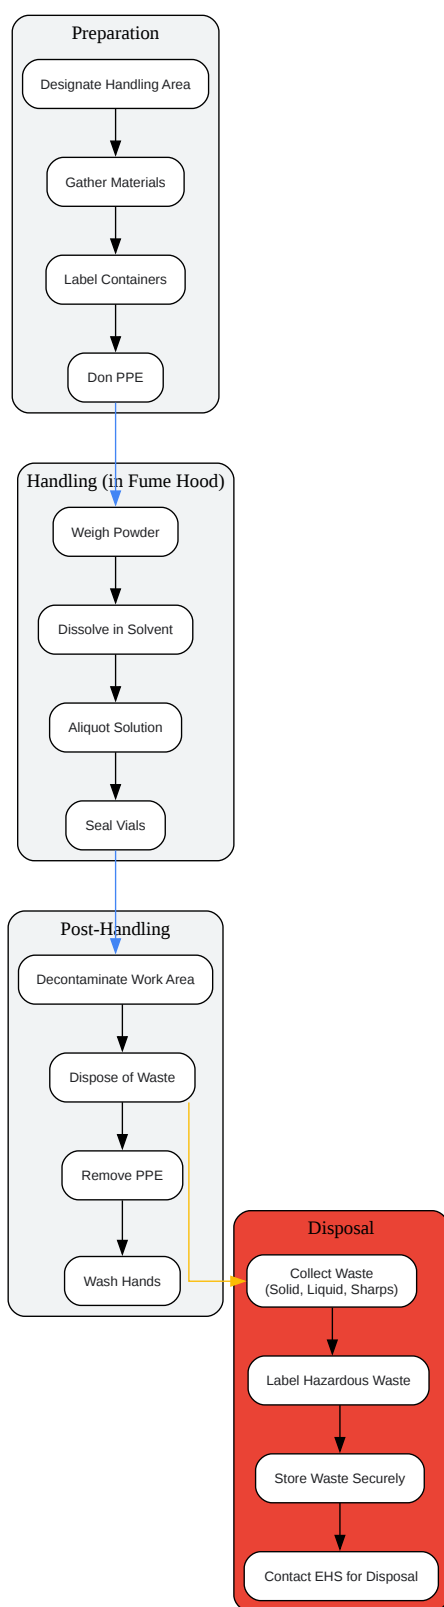 Preparation
Designate Handling Area
Gather Materials
Label Containers
Don PPE
Handling (in Fume Hood)
Weigh Powder
Dissolve in Solvent
Aliquot Solution
Seal Vials
Post-Handling
Decontaminate Work Area
Dispose of Waste
Remove PPE
Wash Hands
Disposal
Collect Waste
(Solid, Liquid, Sharps)
Label Hazardous Waste
Store Waste Securely
Contact EHS for Disposal